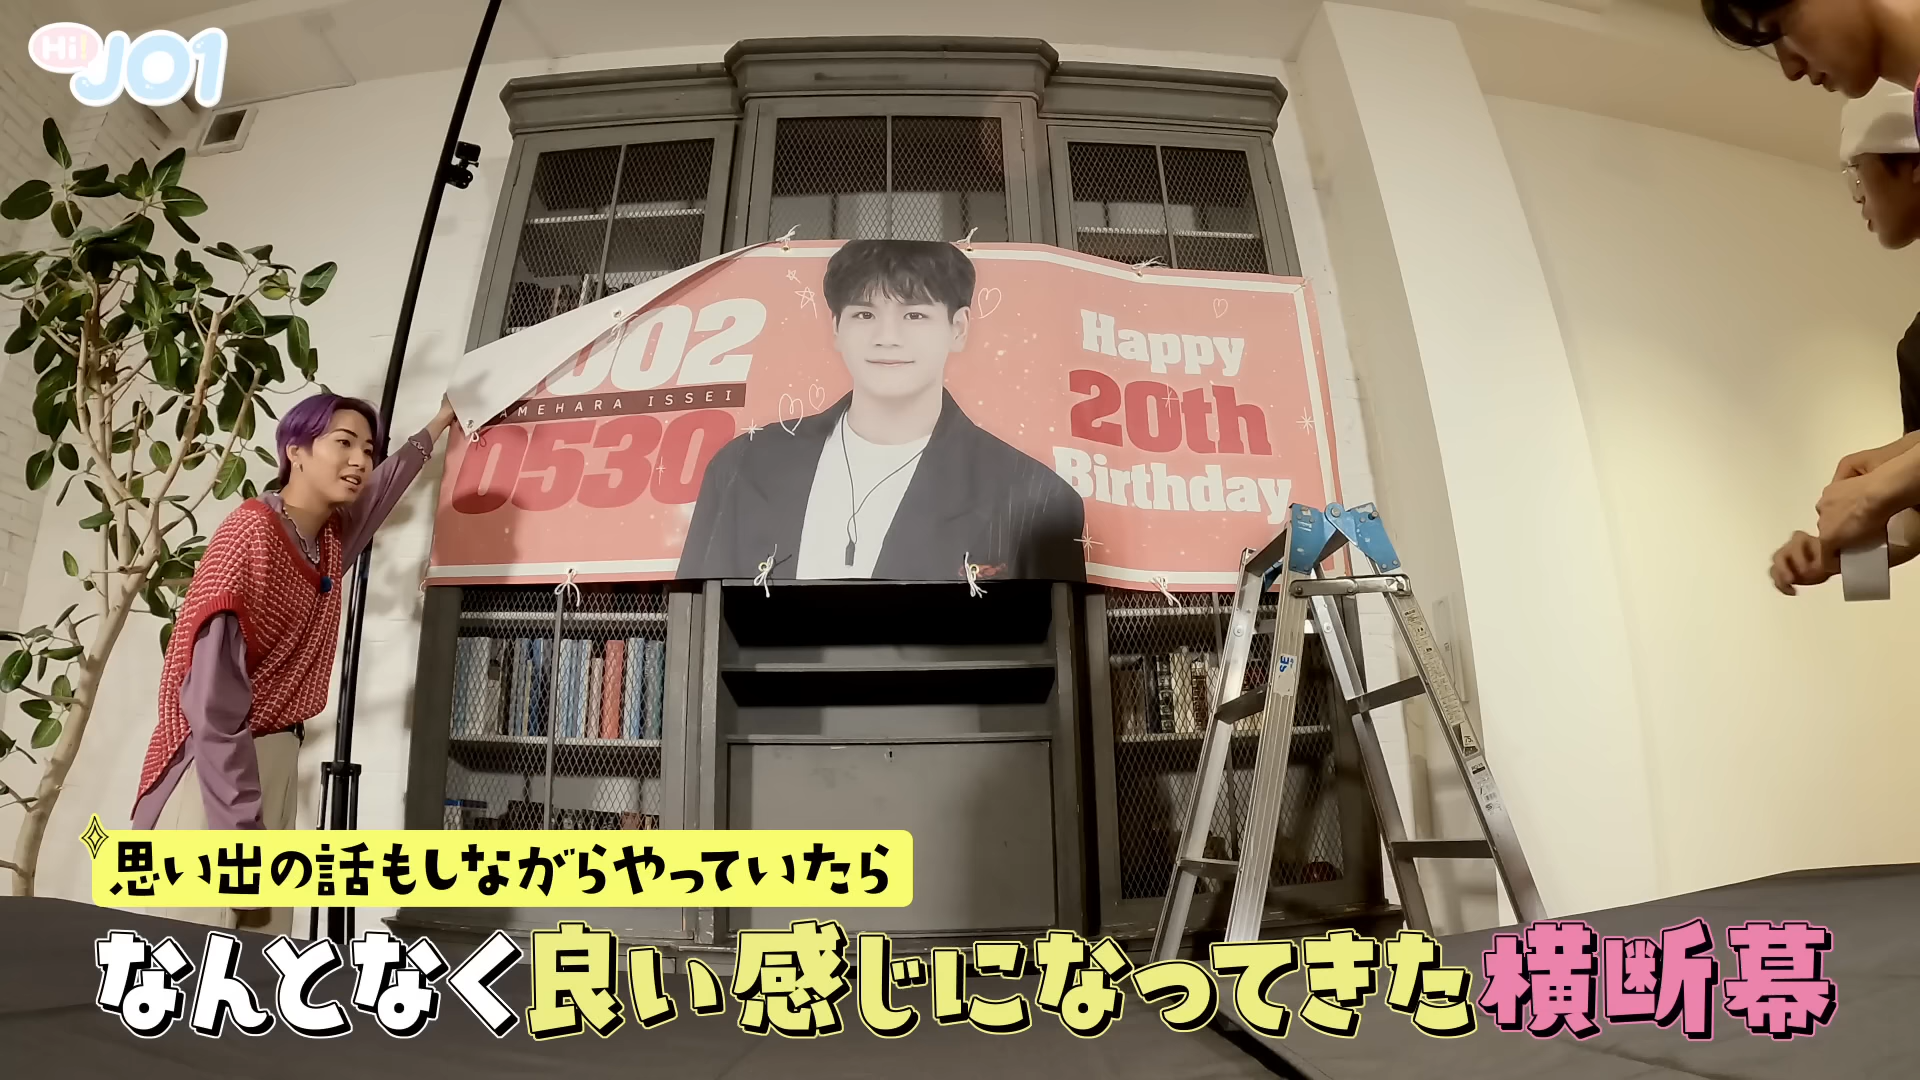 Hi! JO1
002
AMEHARA ISSEI
0530
Happy
20th
Birthday
思い出の話もしながらやっていたら
なんとなく良い感じになってきた横断幕